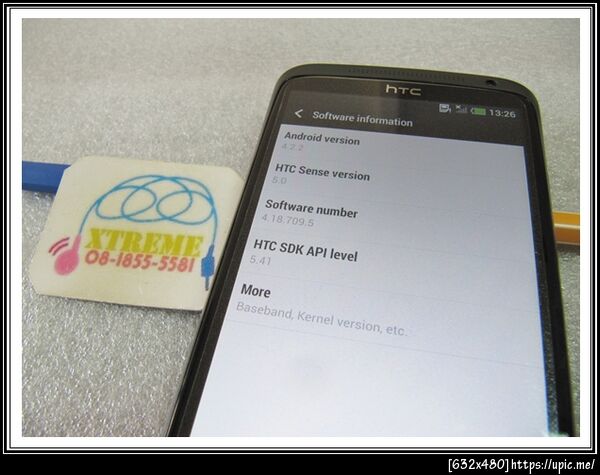 hTC
13:26
Software information
Android version
4.2.2
HTC Sense version
5.0
Software number
4.18.709.5
HTC SDK API level
5.41
More
Baseband, Kernel version, etc.
XTREME
08-1855-5581
[632x480]https://upic.me/